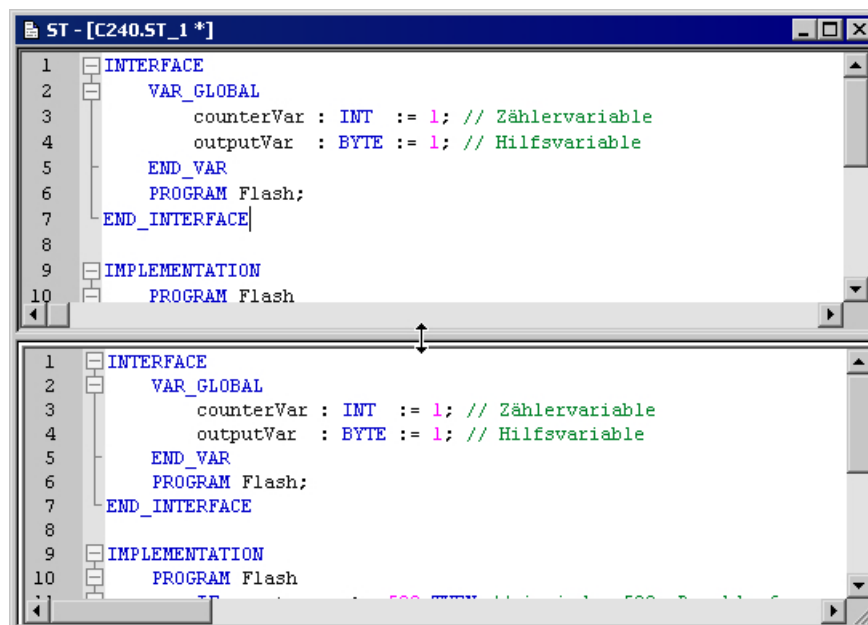 ST - [C240.ST_1 *]
1 INTERFACE
2 VAR_GLOBAL
3 counterVar : INT := 1; // Zählervariable
4 outputVar : BYTE := 1; // Hilfsvariable
5 END_VAR
6 PROGRAM Flash;
7 END_INTERFACE
8
9 IMPLEMENTATION
10 PROGRAM Flash
1 INTERFACE
2 VAR_GLOBAL
3 counterVar : INT := 1; // Zählervariable
4 outputVar : BYTE := 1; // Hilfsvariable
5 END_VAR
6 PROGRAM Flash;
7 END_INTERFACE
8
9 IMPLEMENTATION
10 PROGRAM Flash